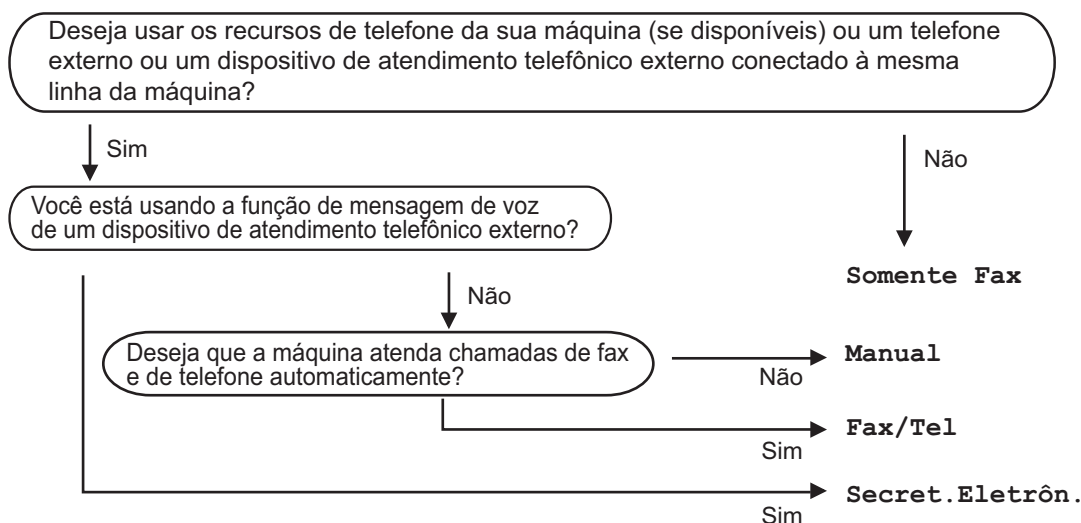 Deseja usar os recursos de telefone da sua máquina (se disponíveis) ou um telefone
externo ou um dispositivo de atendimento telefônico externo conectado à mesma
linha da máquina?
Sim
Não
Você está usando a função de mensagem de voz
de um dispositivo de atendimento telefônico externo?
Somente Fax
Não
Deseja que a máquina atenda chamadas de fax
e de telefone automaticamente?
Não
Manual
Sim
Fax/Tel
Sim
Secret.Eletrôn.